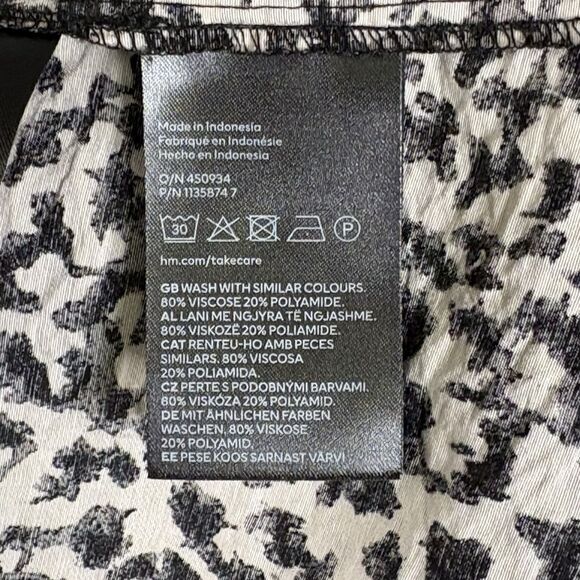 Made in Indonesia
Fabriqué en Indonésie
Hecho en Indonesia
O/N 450934
P/N 1135874 7
30
P
hm.com/takecare
GB WASH WITH SIMILAR COLOURS.
80% VISCOSE 20% POLYAMIDE.
AL LANI ME NGJYRA TË NGJASHME.
80% VISKOZË 20% POLIAMID.
CAT RENTEU-HO AMB PECES
SIMILARS. 80% VISCOSA
20% POLIAMIDA.
CZ PERTE S PODOBNÝMI BARVAMI.
80% VISKÓZA 20% POLYAMID.
DE MIT ÄHNLICHEN FARBEN
WASCHEN, 80% VISKOSE.
20% POLYAMID.
EE PESE KOOS SARNAST VÄRVI